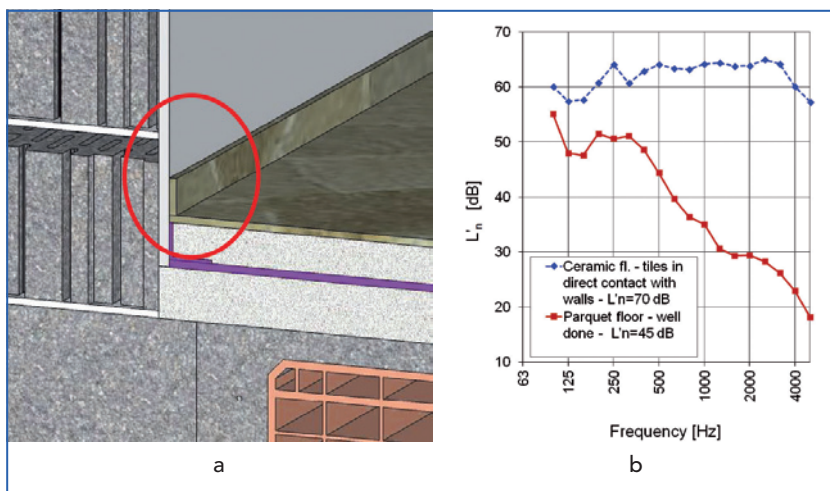 70
60
50
40
30
20
10
L'n [dB]
Ceramic fl. - tiles in
direct contact with
walls - L'n=70 dB
Parquet floor - well
done - L'n=45 dB
63
125
250
500
1000
2000
4000
Frequency [Hz]
a
b